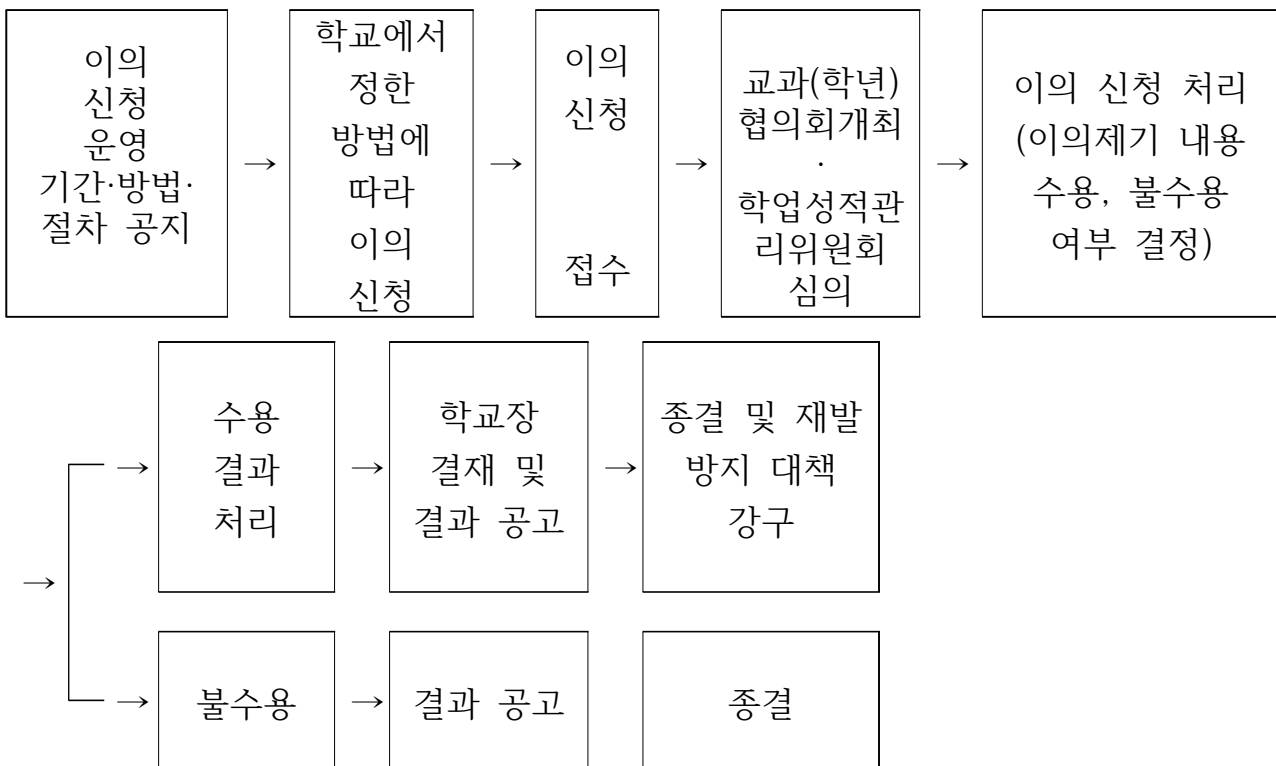 이의
신청
운영
기간·방법·
절차 공지
→
학교에서
정한
방법에
따라
이의
신청
→
이의
신청
접수
→
교과(학년)
협의회개최
·
학업성적관
리위원회
심의
→
이의 신청 처리
(이의제기 내용
수용, 불수용
여부 결정)
→
→
수용
결과
처리
→
학교장
결재 및
결과 공고
→
종결 및 재발
방지 대책
강구
→
불수용
→
결과 공고
종결